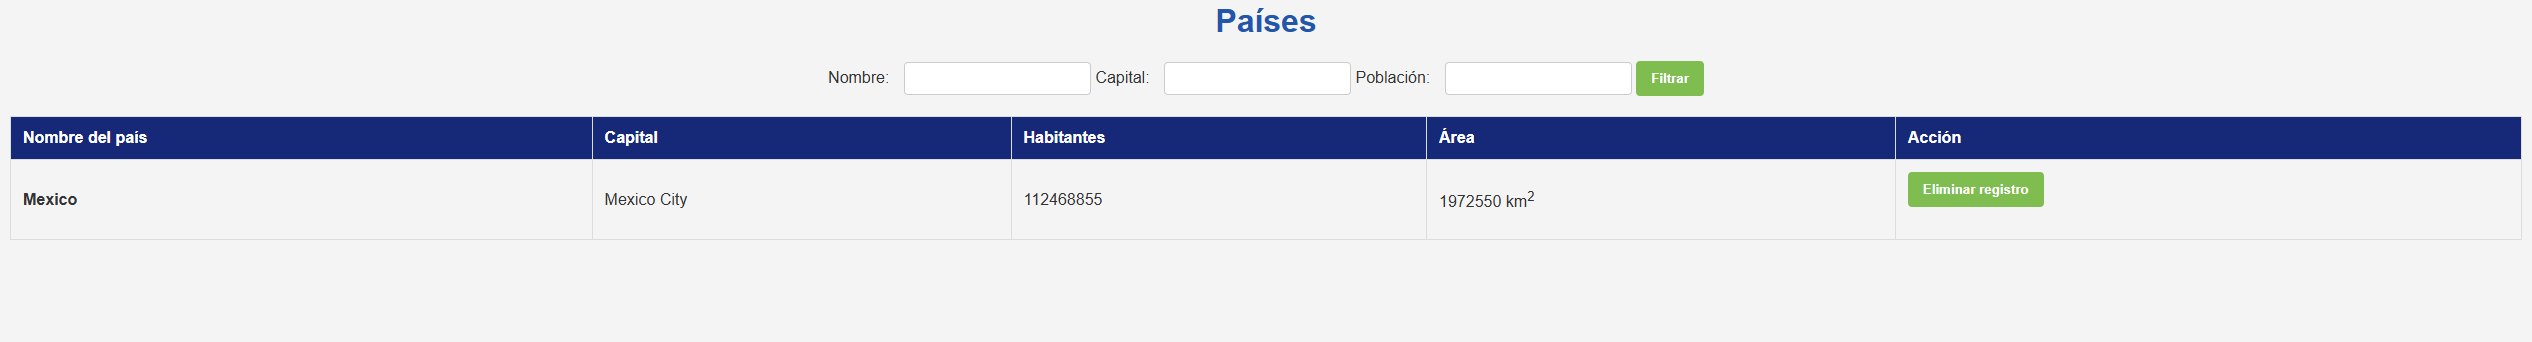 Países
Nombre: Capital: Población: Filtrar
Nombre del país Capital Habitantes Área Acción
Mexico Mexico City 112468855 1972550 km² Eliminar registro